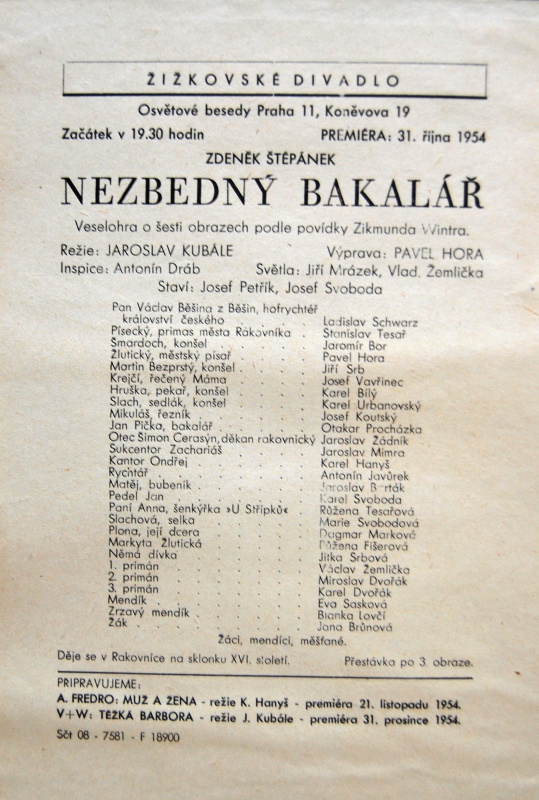 ŽIŽKOVSKÉ DIVADLO
Osvětové besedy Praha 11, Koněvova 19
Začátek v 19.30 hodin PREMIÉRA: 31. října 1954
ZDENĚK ŠTĚPÁNEK
NEZBEDNÝ BAKALÁŘ
Veselohra o šesti obrazech podle povídky Zikmunda Wintra.
Režie: JAROSLAV KUBÁLE Výprava: PAVEL HORA
Inspice: Antonín Dráb Světla: Jiří Mrázek, Vlad. Žemlička
Staví: Josef Petřík, Josef Svoboda
Pan Václav Běšina z Běšin, hofrychtéř
království českého . . . . . Ladislav Schwarz
Písecký, primas města Rakovníka . Stanislav Tesař
Smardoch, konšel . . . . . Jaromír Bor
Žlutický, městský písař . . . . Pavel Hora
Martin Bezprstý, konšel . . . . Jiří Srb
Krejčí, řečený Máma . . . . Josef Vavřinec
Hruška, pekař, konšel . . . . Karel Bílý
Slach, sedlák, konšel . . . . Karel Urbanovský
Mikuláš, řezník . . . . . Josef Koutský
Jan Pička, bakalář . . . . . Otakar Procházka
Otec Šimon Cerasýn, děkan rakovnický Jaroslav Žádník
Sukcentor Zachariáš . . . . Jaroslav Mimra
Kantor Ondřej . . . . . Karel Hanyš
Rychtář . . . . . Antonín Javůrek
Matěj, bubeník . . . . . Jaroslav Barták
Pedel Jan . . . . . Karel Svoboda
Paní Anna, šenkýřka »U Střípků« Růžena Tesařová
Slachová, selka . . . . . Marie Svobodová
Plona, její dcera . . . . . Dagmar Marková
Markyta Žlutická . . . . . Růžena Fišerová
Němá dívka . . . . . Jitka Srbová
1. primán . . . . . Václav Žemlička
2. primán . . . . . Miroslav Dvořák
3. primán . . . . . Karel Dvořák
Mendík . . . . . Eva Sasková
Zrzavý mendík . . . . . Bianka Lovčí
Žák . . . . . Jana Brůnová
Žáci, mendíci, měšťané.
Děje se v Rakovníce na sklonku XVI. století. Přestávka po 3. obraze.
PŘIPRAVUJEME:
A. FREDRO: MUŽ A ŽENA - režie K. Hanyš - premiéra 21. listopadu 1954.
V+W: TĚŽKÁ BARBORA - režie J. Kubále - premiéra 31. prosince 1954.
Sčt 08 - 7581 - F 18900